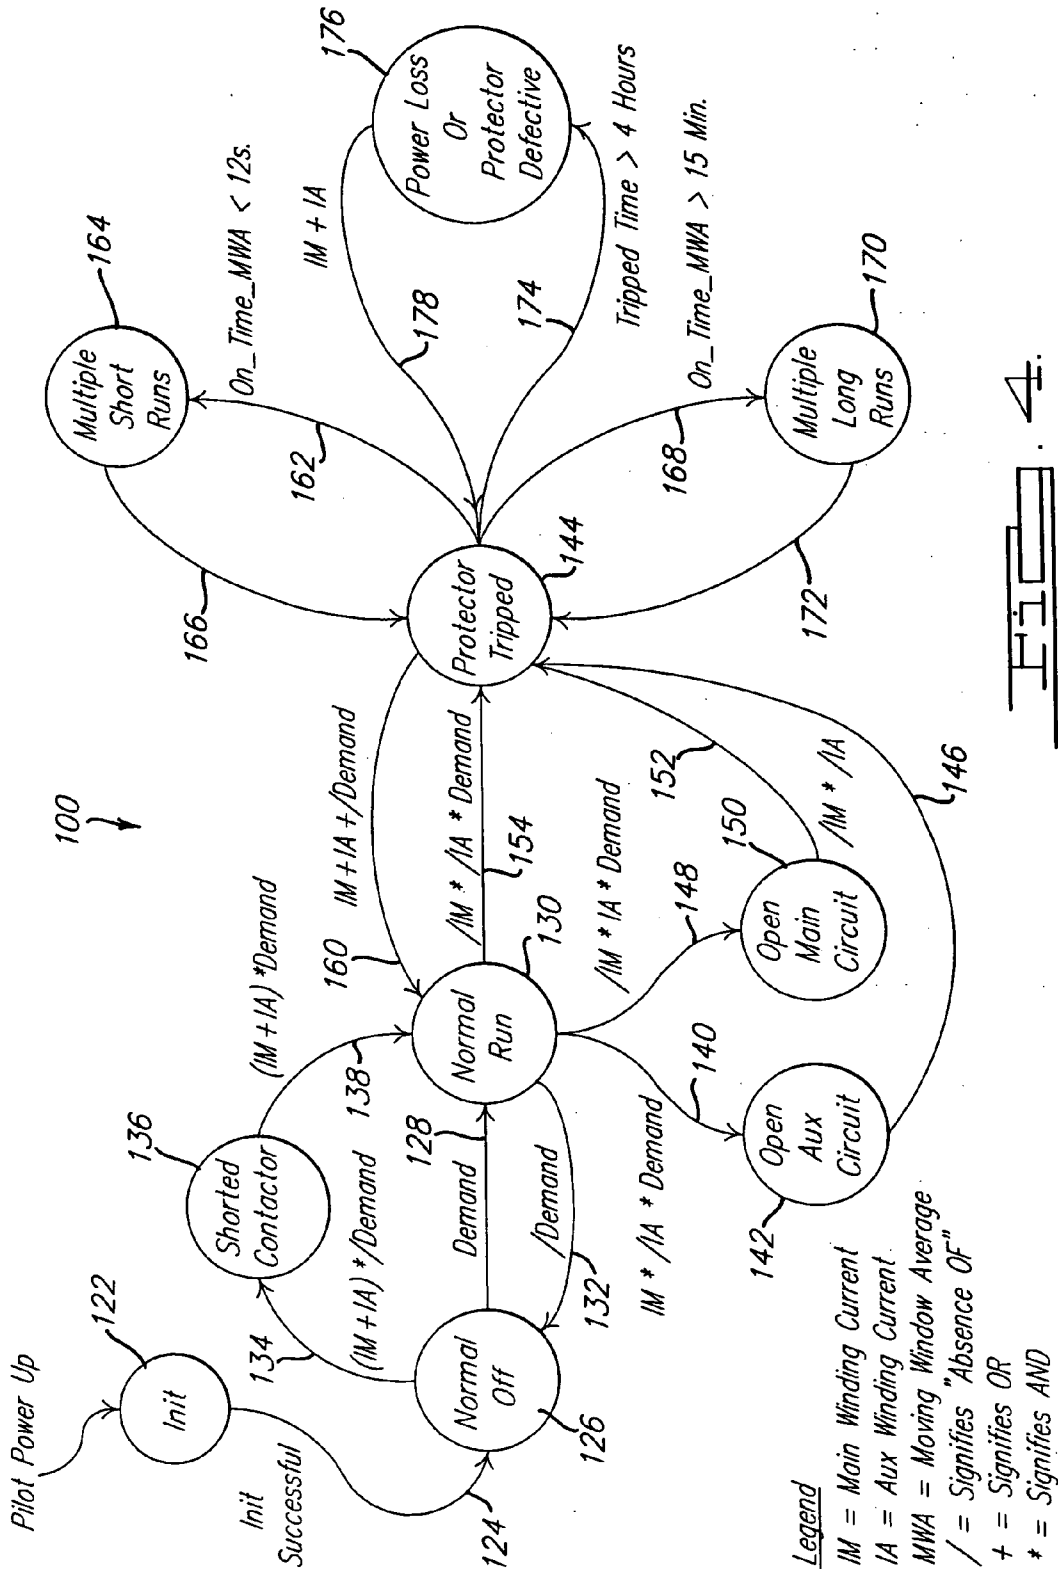 Pilot Power Up
122
Init
Init
Successful
124
Normal
Off
126
134
(IM + IA) */Demand
136
Shorted
Contactor
(IM + IA) *Demand
138
Demand
128
/Demand
132
Normal
Run
130
100
160
IM + IA +/Demand
/IM * /IA * Demand
154
IM * /IA * Demand
140
Open
Aux
Circuit
142
/IM * IA * Demand
148
Open
Main
Circuit
150
152
/IM * /IA
146
Protector
Tripped
144
166
162
On_Time_MWA < 12s.
Multiple
Short
Runs
164
IM + IA
178
174
Tripped Time > 4 Hours
Power Loss
Or
Protector
Defective
176
168
On_Time_MWA > 15 Min.
172
Multiple
Long
Runs
170
Legend
IM = Main Winding Current
IA = Aux Winding Current
MWA = Moving Window Average
/ = Signifies "Absence OF"
+ = Signifies OR
* = Signifies AND
FIG. 4.